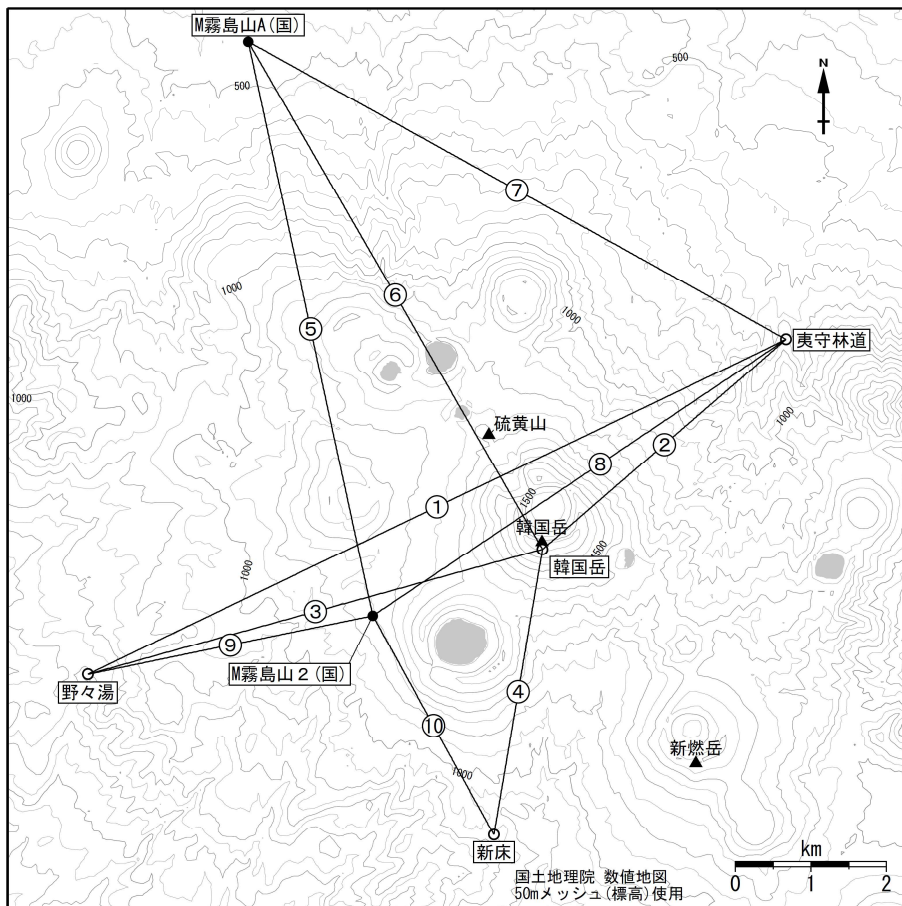 M霧島山A(国)
500
500
N
⑦
1000
⑥
1000
⑤
夷守林道
1000
1000
硫黄山
②
⑧
1500
①
韓国岳
1500
韓国岳
1000
③
⑨
M霧島山2(国)
野々湯
④
⑩
新燃岳
1000
新床
国土地理院 数値地図
50mメッシュ(標高)使用
km
0 1 2